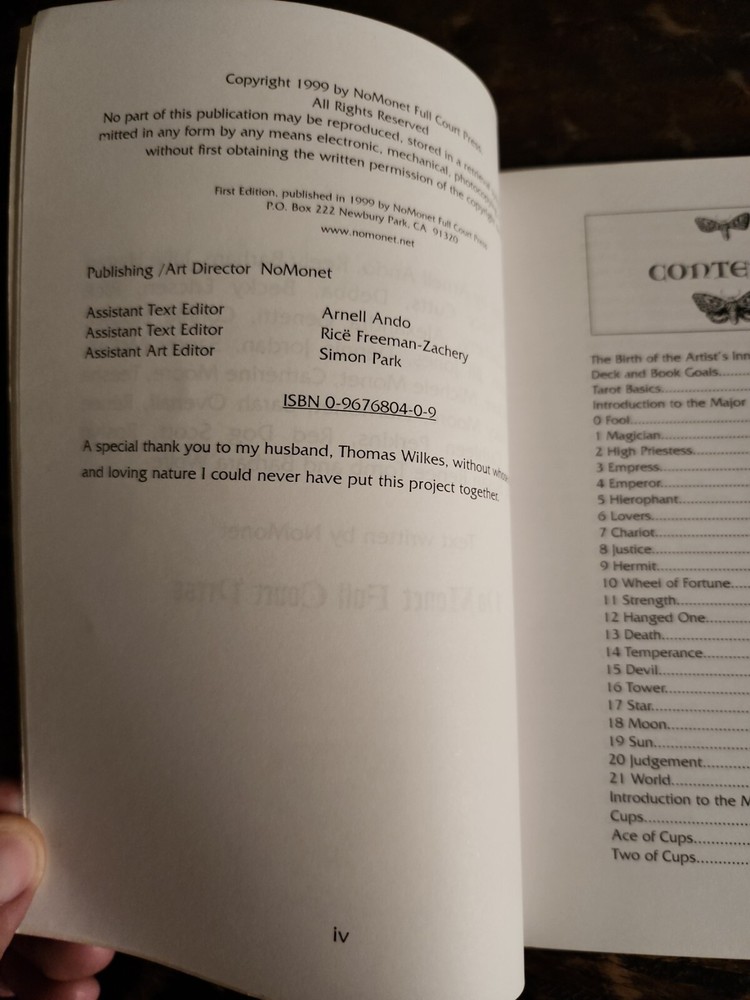 Copyright 1999 by NoMonet Full Court Press
All Rights Reserved
No part of this publication may be reproduced, stored in a
mitted in any form by any means electronic, mechanical,
without first obtaining the written permission of the
First Edition, published in 1999 by NoMonet Full Court Press
P.O. Box 222 Newbury Park, CA 91320
www.nomonet.net
Publishing /Art Director NoMonet
Assistant Text Editor Arnell Ando
Assistant Text Editor Ricë Freeman-Zachery
Assistant Art Editor Simon Park
ISBN 0-9676804-0-9
A special thank you to my husband, Thomas Wilkes, without
and loving nature I could never have put this project together.
iv
CONTE
The Birth of the Artist's Inn
Deck and Book Goals
Tarot Basics
Introduction to the Major
0 Fool
1 Magician
2 High Priestess
3 Empress
4 Emperor
5 Hierophant
6 Lovers
7 Chariot
8 Justice
9 Hermit
10 Wheel of Fortune
11 Strength
12 Hanged One
13 Death
14 Temperance
15 Devil
16 Tower
17 Star
18 Moon
19 Sun
20 Judgement
21 World
Introduction to the M
Cups
Ace of Cups
Two of Cups